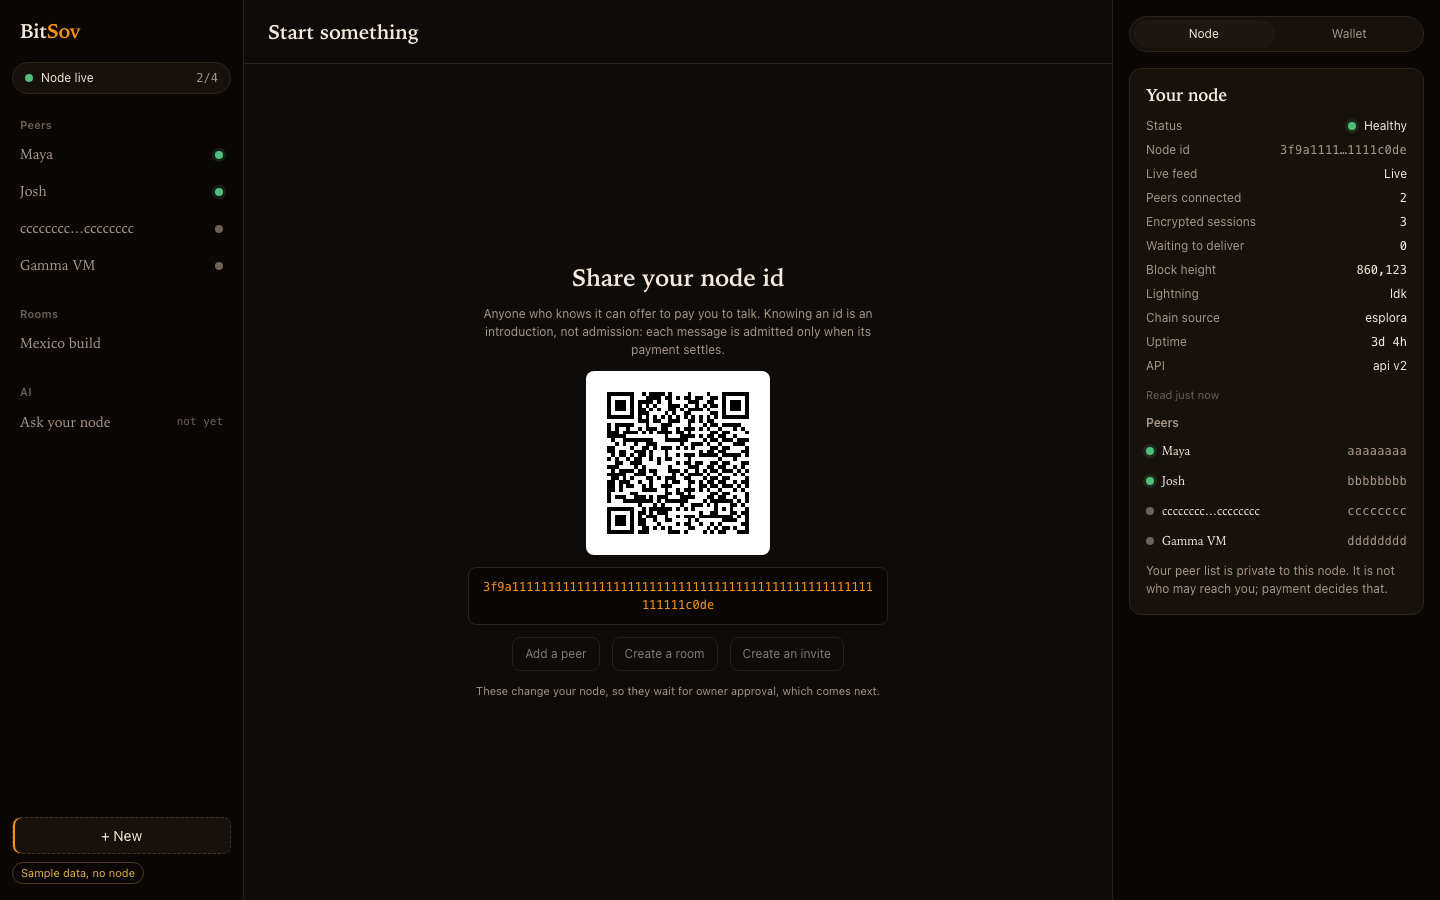 BitSov
Node live 2/4
Peers
Maya
Josh
cccccccc…cccccccc
Gamma VM
Rooms
Mexico build
AI
Ask your node not yet
+ New
Sample data, no node
Start something
Share your node id
Anyone who knows it can offer to pay you to talk. Knowing an id is an
introduction, not admission: each message is admitted only when its
payment settles.
3f9a11111111111111111111111111111111111111111111111111
111111c0de
Add a peer Create a room Create an invite
These change your node, so they wait for owner approval, which comes next.
Node Wallet
Your node
Status Healthy
Node id 3f9a1111…1111c0de
Live feed Live
Peers connected 2
Encrypted sessions 3
Waiting to deliver 0
Block height 860,123
Lightning ldk
Chain source esplora
Uptime 3d 4h
API api v2
Read just now
Peers
Maya aaaaaaaa
Josh bbbbbbbb
cccccccc…cccccccc cccccccc
Gamma VM dddddddd
Your peer list is private to this node. It is not
who may reach you; payment decides that.